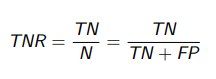 TNR = TN / N = TN / (TN + FP)